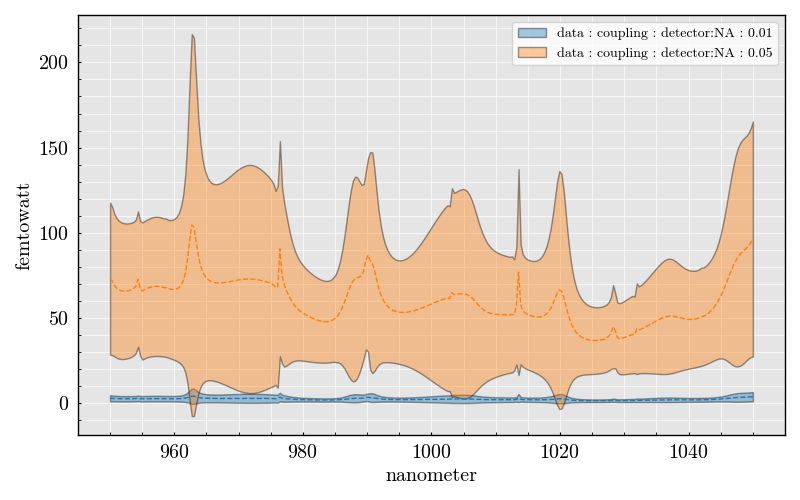 data : coupling : detector:NA : 0.01
data : coupling : detector:NA : 0.05
200
150
100
50
0
femtowatt
960
980
1000
1020
1040
nanometer